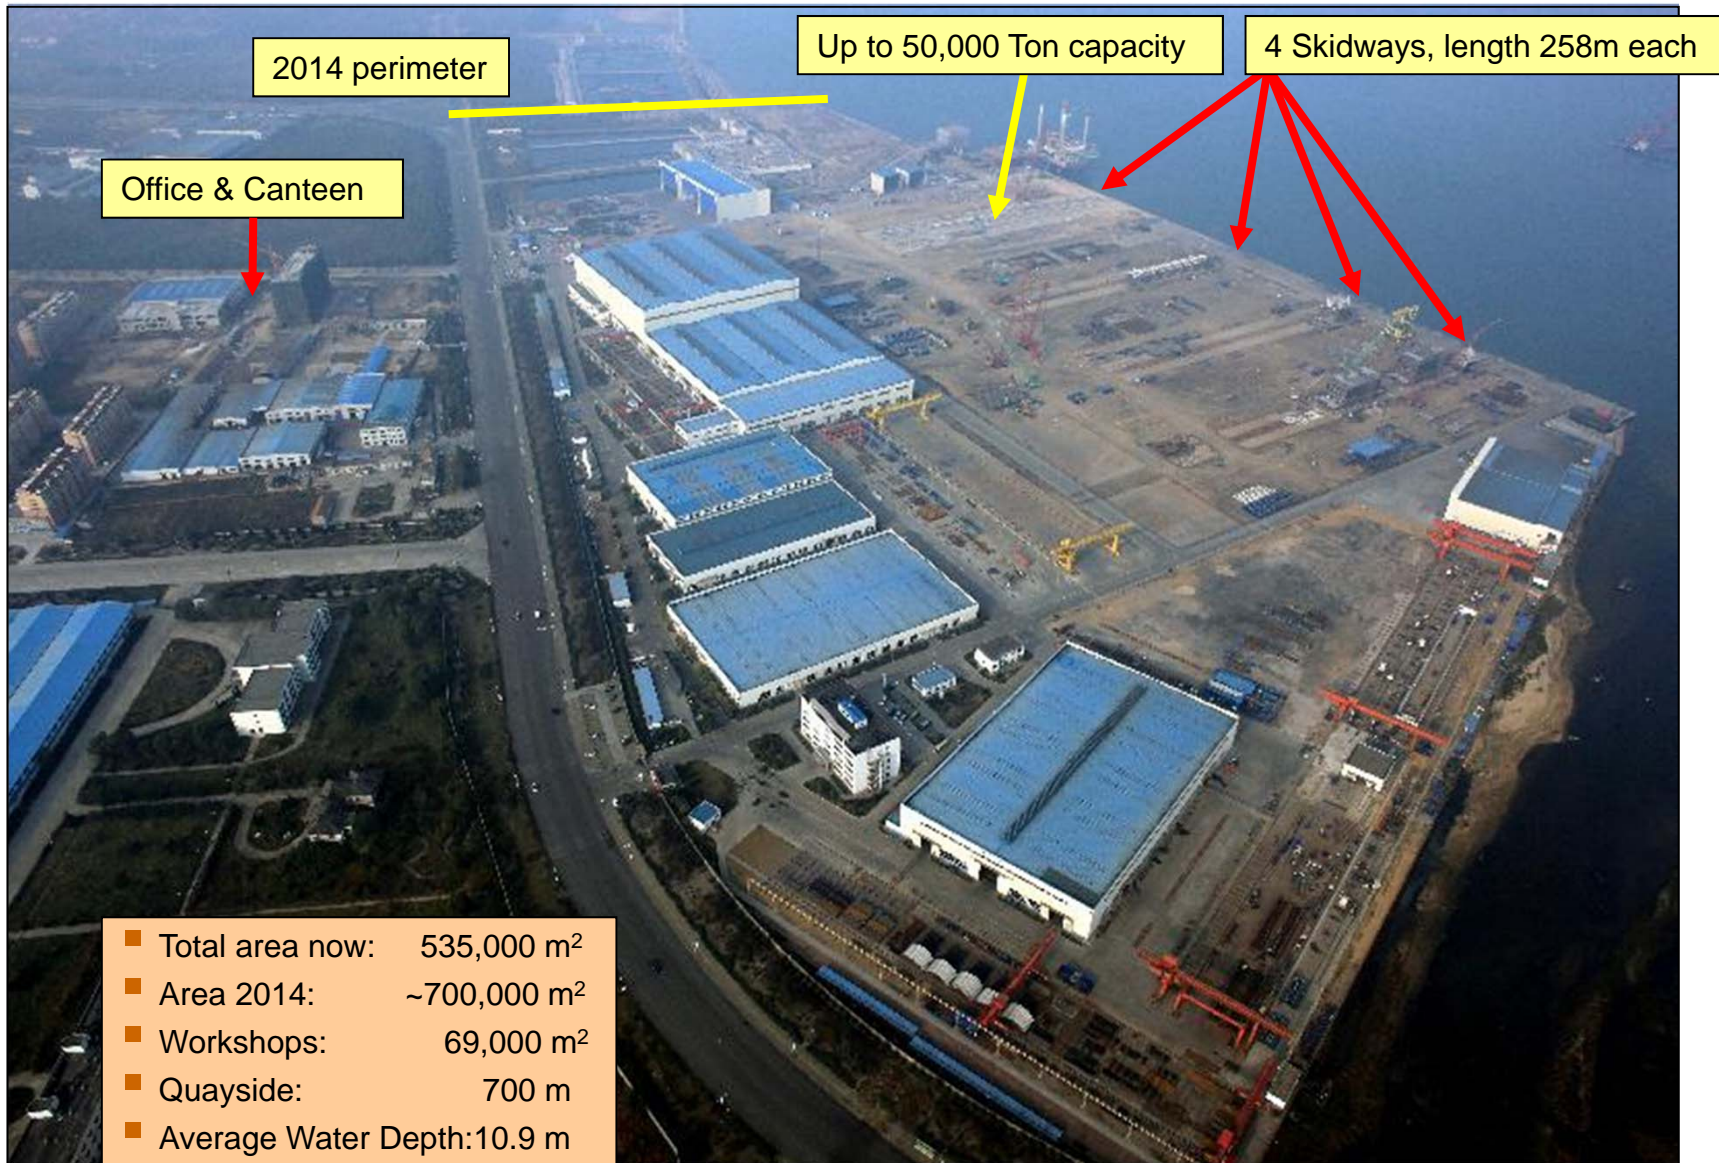 2014 perimeter
Up to 50,000 Ton capacity
4 Skidways, length 258m each
Office & Canteen
Total area now: 535,000 m²
Area 2014: ~700,000 m²
Workshops: 69,000 m²
Quayside: 700 m
Average Water Depth:10.9 m